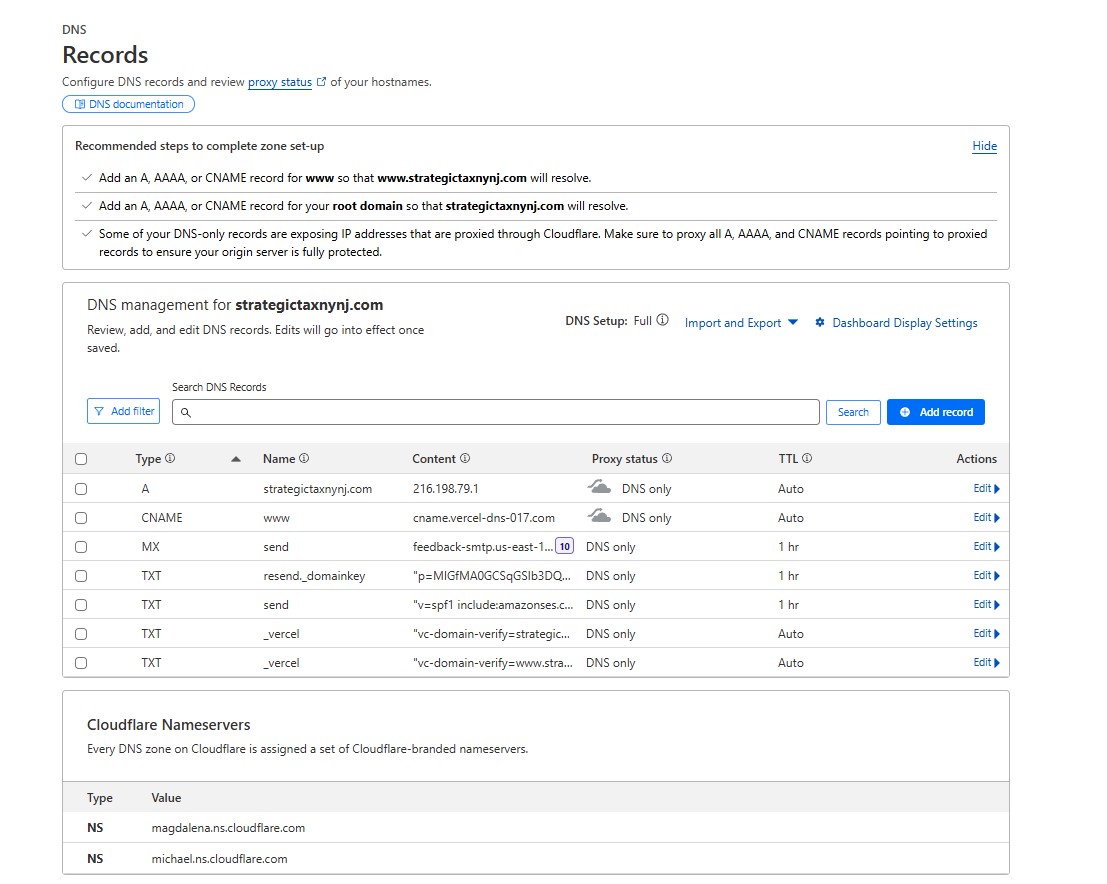 DNS
Records
Configure DNS records and review proxy status of your hostnames.
DNS documentation
Recommended steps to complete zone set-up
Hide
Add an A, AAAA, or CNAME record for www so that www.strategictaxnynj.com will resolve.
Add an A, AAAA, or CNAME record for your root domain so that strategictaxnynj.com will resolve.
Some of your DNS-only records are exposing IP addresses that are proxied through Cloudflare. Make sure to proxy all A, AAAA, and CNAME records pointing to proxied
records to ensure your origin server is fully protected.
DNS management for strategictaxnynj.com
Review, add, and edit DNS records. Edits will go into effect once
saved.
DNS Setup: Full
Import and Export
Dashboard Display Settings
Search DNS Records
Add filter
Search
Add record
Type Name Content Proxy status TTL Actions
A strategictaxnynj.com 216.198.79.1 DNS only Auto Edit
CNAME www cname.vercel-dns-017.com DNS only Auto Edit
MX send feedback-smtp.us-east-1... 10 DNS only 1 hr Edit
TXT resend._domainkey "p=MIGfMA0GCSqGSIb3DQ... DNS only 1 hr Edit
TXT send "v=spf1 include:amazonses.c... DNS only 1 hr Edit
TXT _vercel "vc-domain-verify=strategic... DNS only Auto Edit
TXT _vercel "vc-domain-verify=www.stra... DNS only Auto Edit
Cloudflare Nameservers
Every DNS zone on Cloudflare is assigned a set of Cloudflare-branded nameservers.
Type Value
NS magdalena.ns.cloudflare.com
NS michael.ns.cloudflare.com